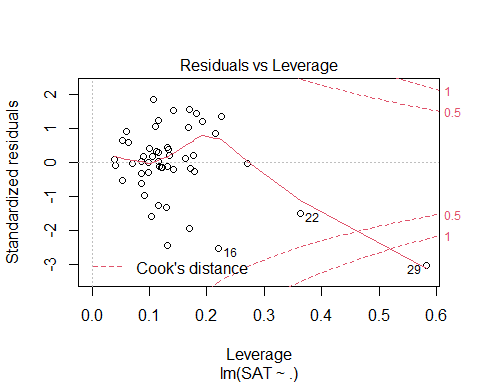 Residuals vs Leverage
Standardized residuals
2
1
0
-1
-2
-3
1
0.5
0.5
1
22
16
29
Cook's distance
0.0 0.1 0.2 0.3 0.4 0.5 0.6
Leverage
lm(SAT ~ .)